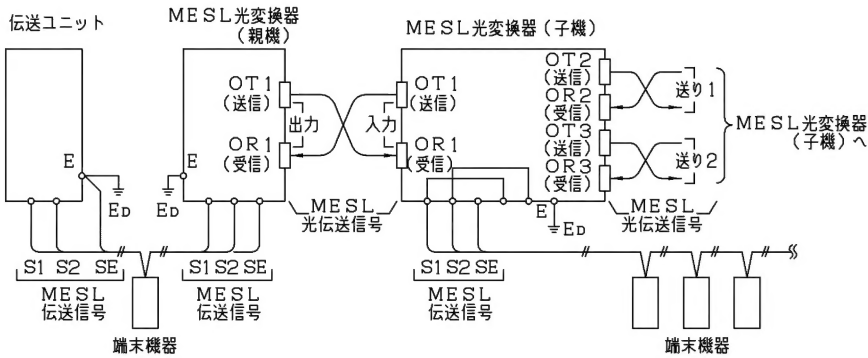 伝送ユニット
MESL光変換器
(親機)
MESL光変換器(子機)
OT1
(送信)
出力
OR1
(受信)
OT1
(送信)
入力
OR1
(受信)
OT2
(送信)
OR2
(受信)
OT3
(送信)
OR3
(受信)
送り1
送り2
MESL光変換器
(子機)へ
E
ED
E
ED
E
ED
MESL
光伝送信号
MESL
光伝送信号
S1 S2 SE
MESL
伝送信号
S1 S2 SE
MESL
伝送信号
S1 S2 SE
MESL
伝送信号
端末機器
端末機器